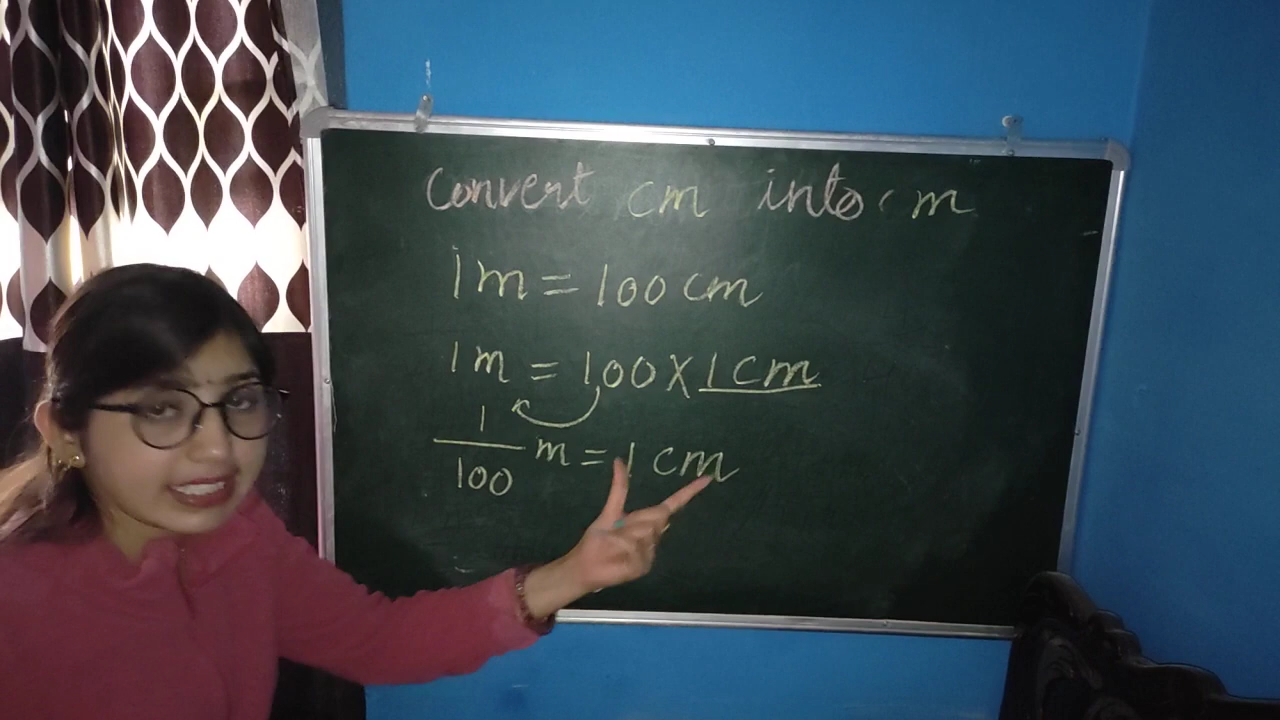 Convert cm into m
1m = 100 cm
1m = 100 X 1cm
1/100 m = 1 cm